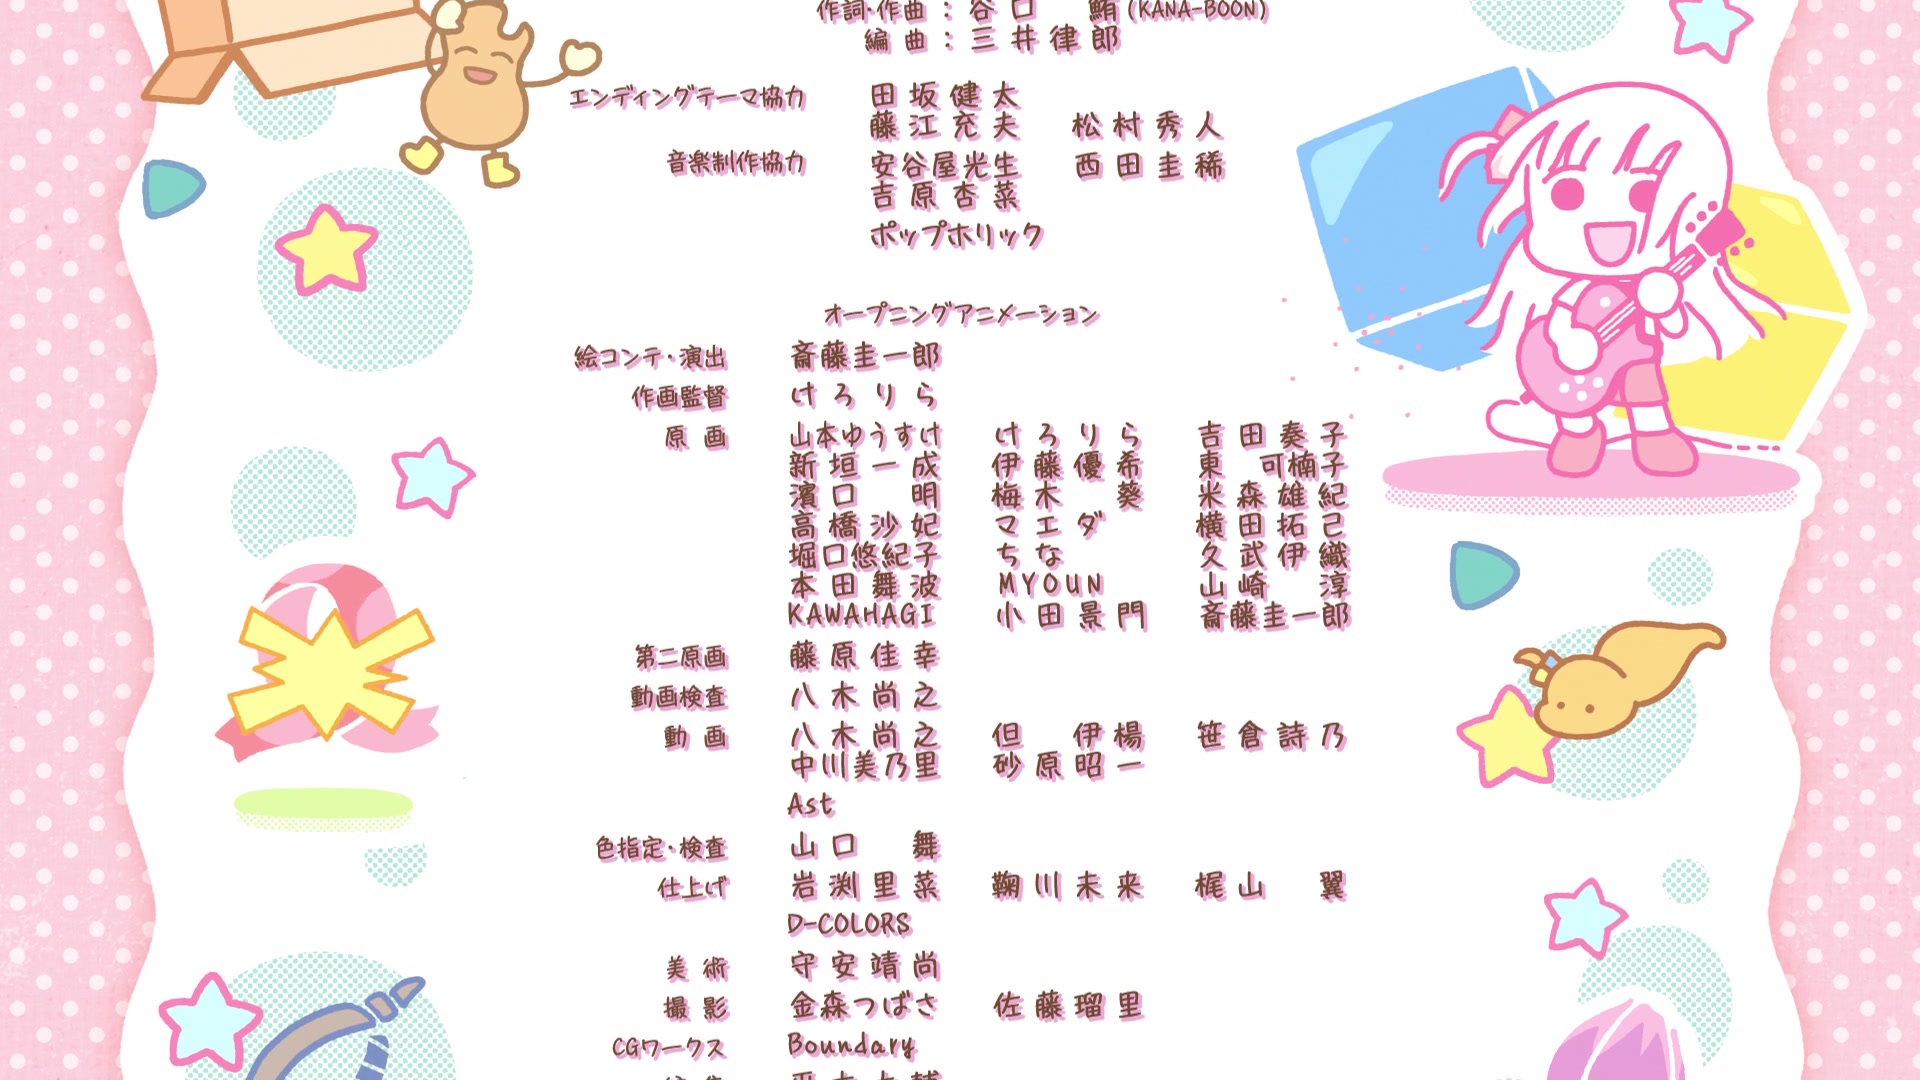 作詞・作曲 : 谷口 鮪 (KANA-BOON)
編曲 : 三井律郎
エンディングテーマ協力 田坂健太
藤江充夫 松村秀人
音楽制作協力 安谷屋光生 西田圭稀
吉原杏菜
ポップホリック
オープニングアニメーション
絵コンテ・演出 斎藤圭一郎
作画監督 けろりら
原画 山本ゆうすけ けろりら 吉田奏子
新垣一成 伊藤優希 東 可楠子
濱口 明 梅木 葵 米森雄紀
高橋沙妃 マエダ 横田拓己
堀口悠紀子 ちな 久武伊織
本田舞波 MYOUN 山崎 淳
KAWAHAGI 小田景門 斎藤圭一郎
第二原画 藤原佳幸
動画検査 八木尚之
動画 八木尚之 但 伊楊 笹倉詩乃
中川美乃里 砂原昭一
Ast
色指定・検査 山口 舞
仕上げ 岩渕里菜 鞠川未来 梶山 翼
D-COLORS
美術 守安靖尚
撮影 金森つばさ 佐藤瑠里
CGワークス Boundary